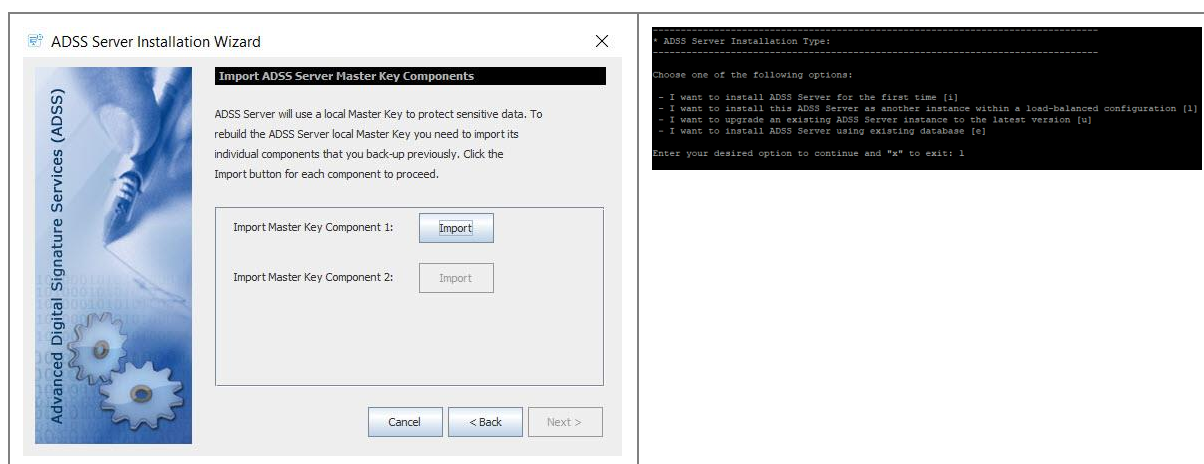 ADSS Server Installation Wizard
Advanced Digital Signature Services (ADSS)
Import ADSS Server Master Key Components
ADSS Server will use a local Master Key to protect sensitive data. To
rebuild the ADSS Server local Master Key you need to import its
individual components that you back-up previously. Click the
Import button for each component to proceed.
Import Master Key Component 1: Import
Import Master Key Component 2: Import
Cancel < Back Next >
* ADSS Server Installation Type:
Choose one of the following options:
- I want to install ADSS Server for the first time [i]
- I want to install this ADSS Server as another instance within a load-balanced configuration [l]
- I want to upgrade an existing ADSS Server instance to the latest version [u]
- I want to install ADSS Server using existing database [e]
Enter your desired option to continue and "x" to exit: l